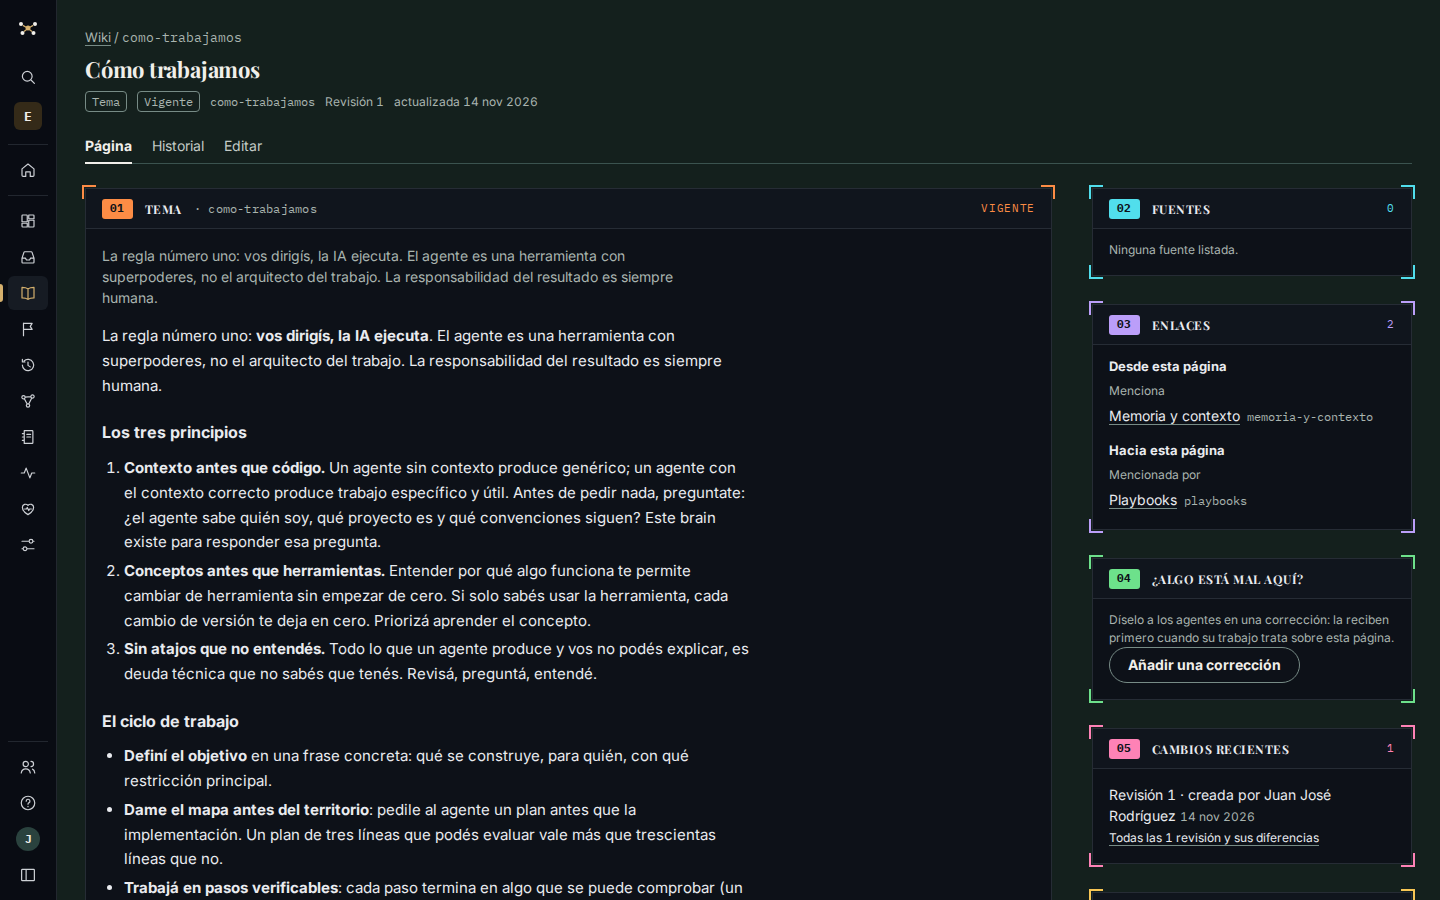 Wiki / como-trabajamos
Cómo trabajamos
Tema Vigente como-trabajamos Revisión 1 actualizada 14 nov 2026
E
Página Historial Editar
01 TEMA · como-trabajamos VIGENTE
La regla número uno: vos dirigís, la IA ejecuta. El agente es una herramienta con
superpoderes, no el arquitecto del trabajo. La responsabilidad del resultado es siempre
humana.
La regla número uno: vos dirigís, la IA ejecuta. El agente es una herramienta con
superpoderes, no el arquitecto del trabajo. La responsabilidad del resultado es siempre
humana.
Los tres principios
1. Contexto antes que código. Un agente sin contexto produce genérico; un agente con
el contexto correcto produce trabajo específico y útil. Antes de pedir nada, preguntate:
¿el agente sabe quién soy, qué proyecto es y qué convenciones siguen? Este brain
existe para responder esa pregunta.
2. Conceptos antes que herramientas. Entender por qué algo funciona te permite
cambiar de herramienta sin empezar de cero. Si solo sabés usar la herramienta, cada
cambio de versión te deja en cero. Priorizá aprender el concepto.
3. Sin atajos que no entendés. Todo lo que un agente produce y vos no podés explicar, es
deuda técnica que no sabés que tenés. Revisá, preguntá, entendé.
El ciclo de trabajo
• Definí el objetivo en una frase concreta: qué se construye, para quién, con qué
restricción principal.
• Dame el mapa antes del territorio: pedile al agente un plan antes que la
implementación. Un plan de tres líneas que podés evaluar vale más que trescientas
líneas que no.
• Trabajá en pasos verificables: cada paso termina en algo que se puede comprobar (un
02 FUENTES 0
Ninguna fuente listada.
03 ENLACES 2
Desde esta página
Menciona
Memoria y contexto memoria-y-contexto
Hacia esta página
Mencionada por
Playbooks playbooks
04 ¿ALGO ESTÁ MAL AQUÍ?
Díselo a los agentes en una corrección: la reciben
primero cuando su trabajo trata sobre esta página.
Añadir una corrección
05 CAMBIOS RECIENTES 1
Revisión 1 · creada por Juan José
Rodríguez 14 nov 2026
Todas las 1 revisión y sus diferencias
J